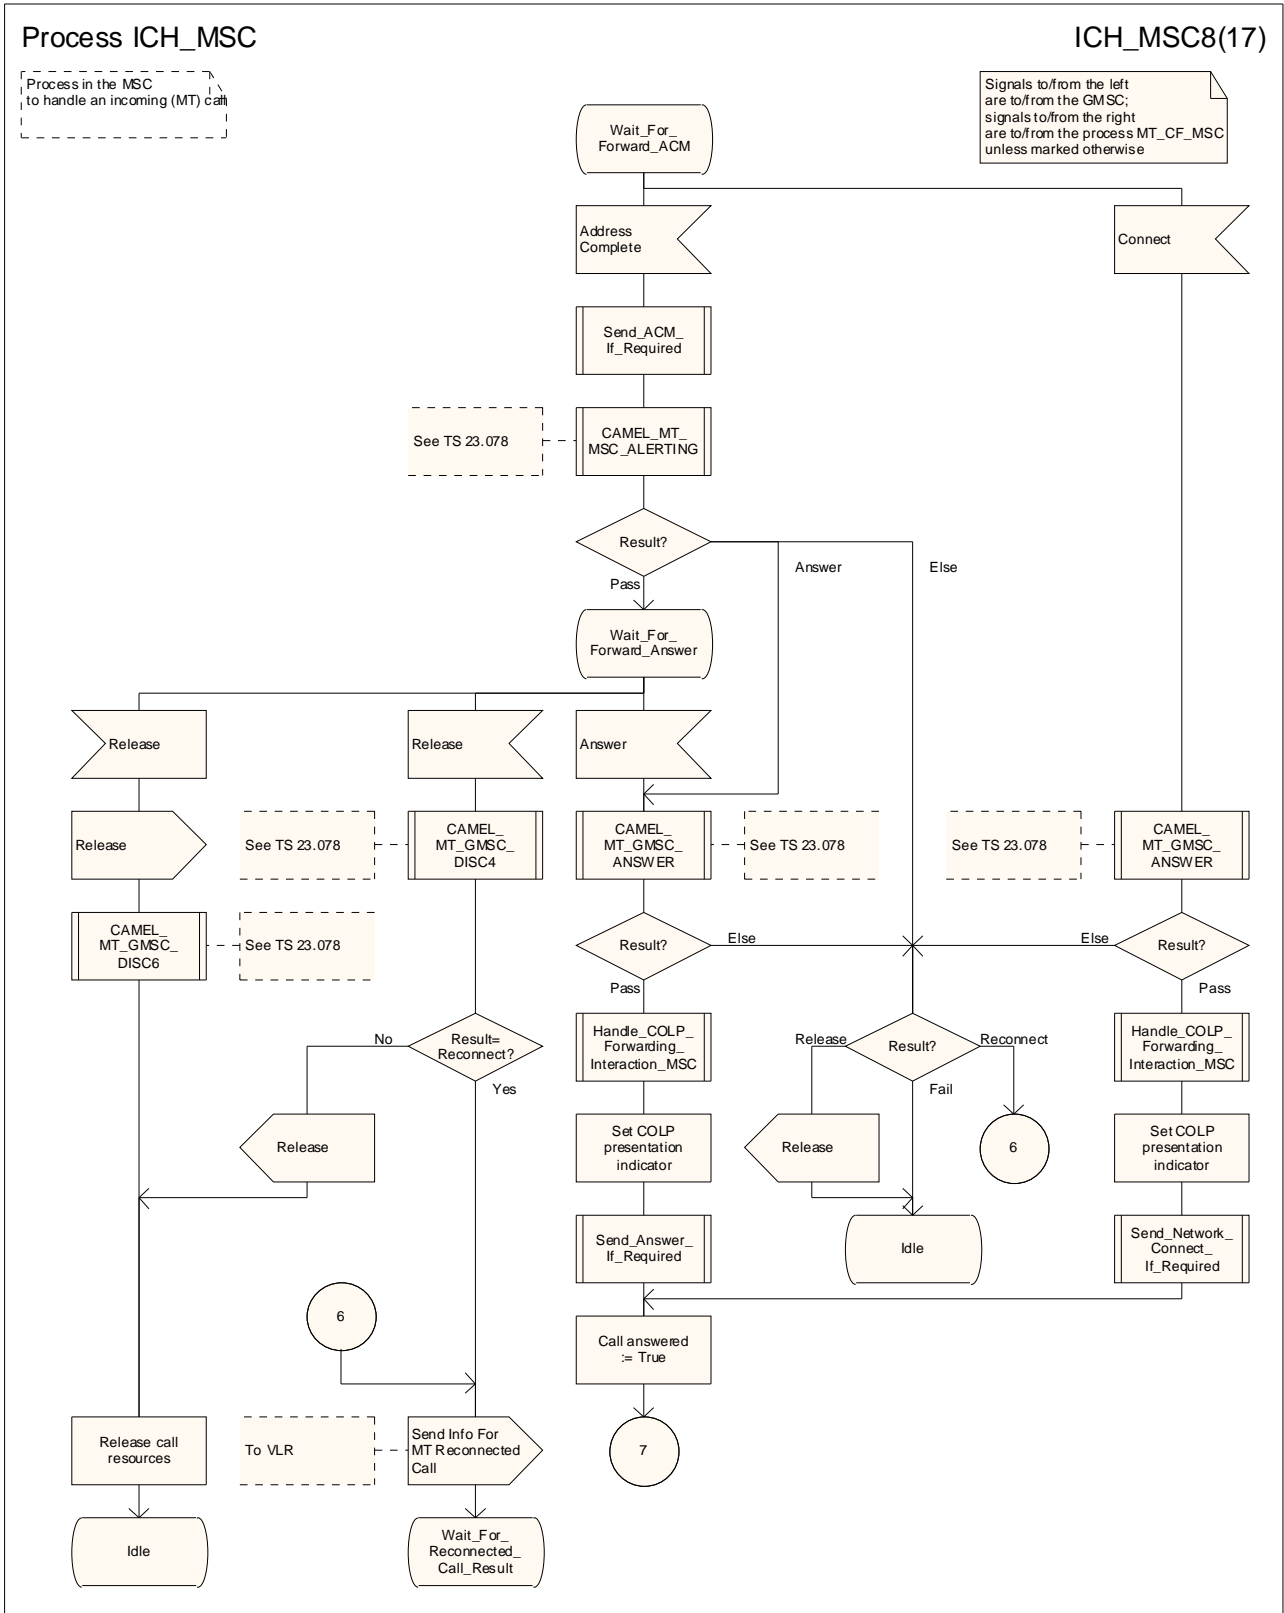 Process ICH_MSC
ICH_MSC8(17)
Process in the MSC
to handle an incoming (MT) call
Signals to/from the left
are to/from the GMSC;
signals to/from the right
are to/from the process MT_CF_MSC
unless marked otherwise
Wait_For_
Forward_ACM
Address
Complete
Connect
Send_ACM_
If_Required
See TS 23.078
CAMEL_MT_
MSC_ALERTING
Result?
Answer
Else
Pass
Wait_For_
Forward_Answer
Release
Release
Answer
Release
See TS 23.078
CAMEL_
MT_GMSC_
DISC4
CAMEL_
MT_GMSC_
ANSWER
See TS 23.078
See TS 23.078
CAMEL_
MT_GMSC_
ANSWER
CAMEL_
MT_GMSC_
DISC6
See TS 23.078
Result?
Else
Else
Result?
Pass
Pass
No
Result=
Reconnect?
Yes
Handle_COLP_
Forwarding_
Interaction_MSC
Release
Result?
Reconnect
Fail
Handle_COLP_
Forwarding_
Interaction_MSC
Release
Set COLP
presentation
indicator
Release
6
Set COLP
presentation
indicator
Send_Answer_
If_Required
Idle
Send_Network_
Connect_
If_Required
6
Call answered
:= True
Release call
resources
To VLR
Send Info For
MT Reconnected
Call
7
Idle
Wait_For_
Reconnected_
Call_Result